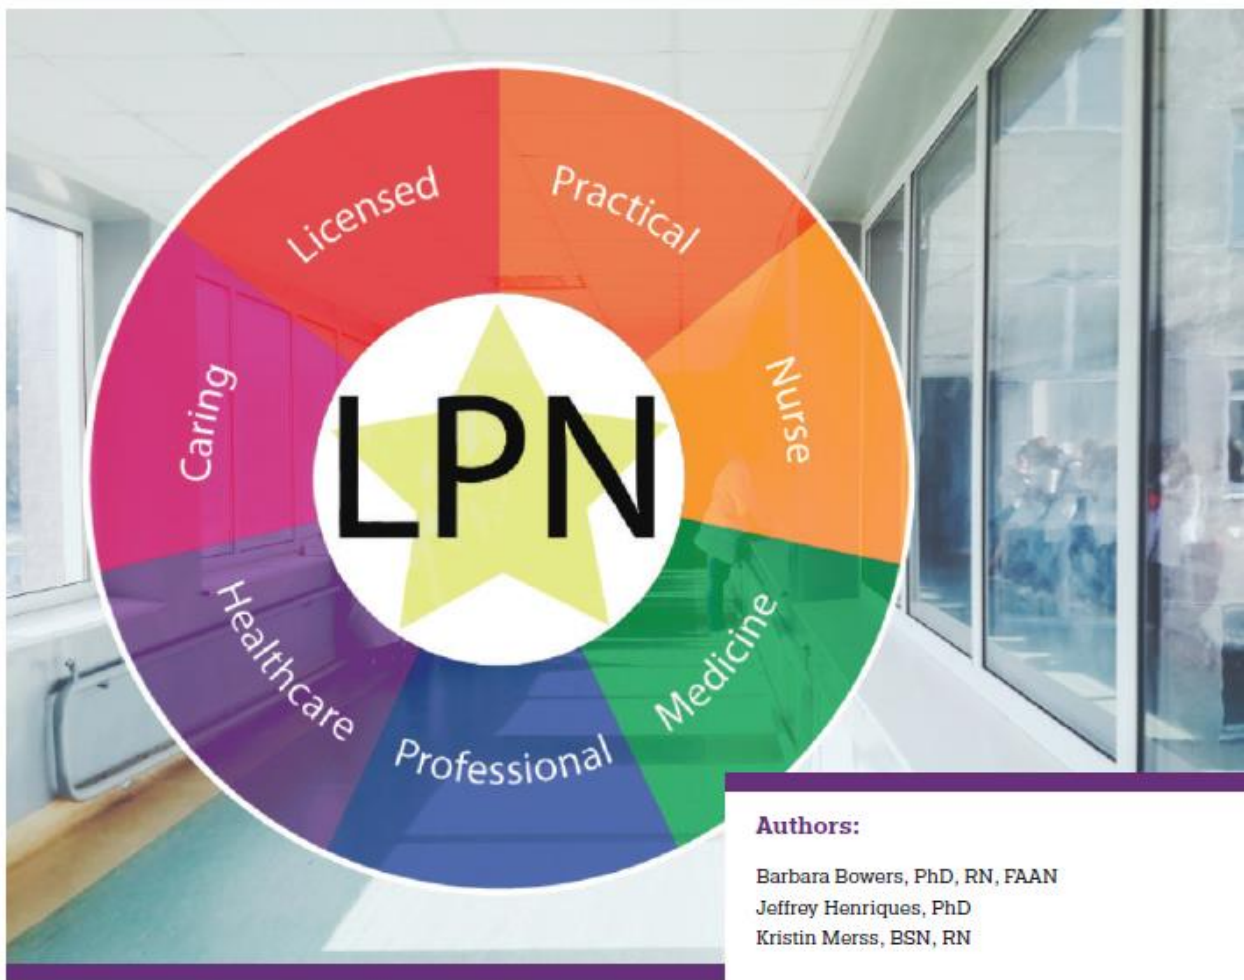 Licensed
Practical
Nurse
Medicine
Professional
Healthcare
Caring
LPN
Authors:
Barbara Bowers, PhD, RN, FAAN
Jeffrey Henriques, PhD
Kristin Merss, BSN, RN